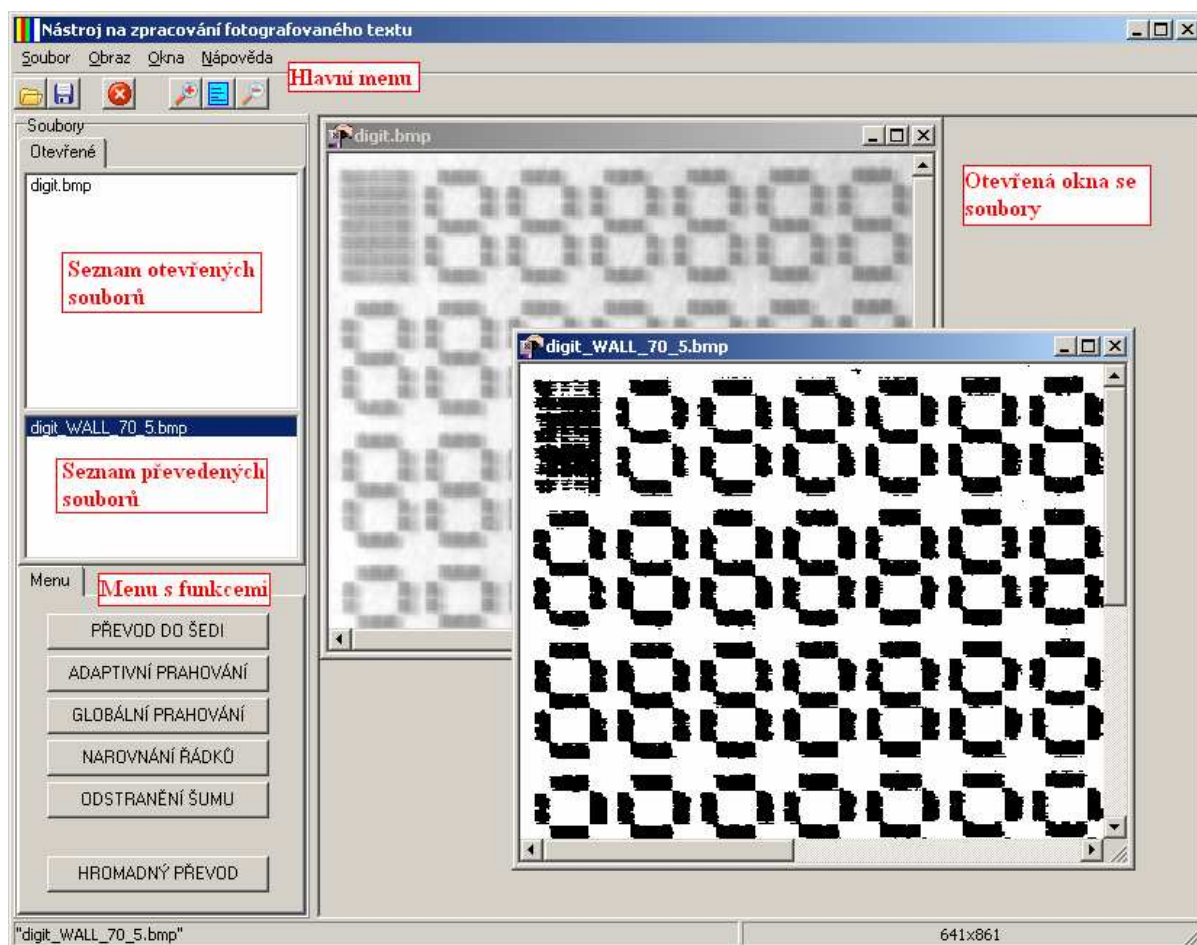 Nástroj na zpracování fotografovaného textu
Soubor Obraz Okna Nápověda
Hlavní menu
Soubory
Otevřené
digit.bmp
Seznam otevřených
souborů
digit_WALL_70_5.bmp
Seznam převedených
souborů
Menu
Menu s funkcemi
PŘEVOD DO ŠEDI
ADAPTIVNÍ PRAHOVÁNÍ
GLOBÁLNÍ PRAHOVÁNÍ
NAROVNÁNÍ ŘÁDKŮ
ODSTRANĚNÍ ŠUMU
HROMADNÝ PŘEVOD
digit.bmp
Otevřená okna se
soubory
digit_WALL_70_5.bmp
"digit_WALL_70_5.bmp"
641x861